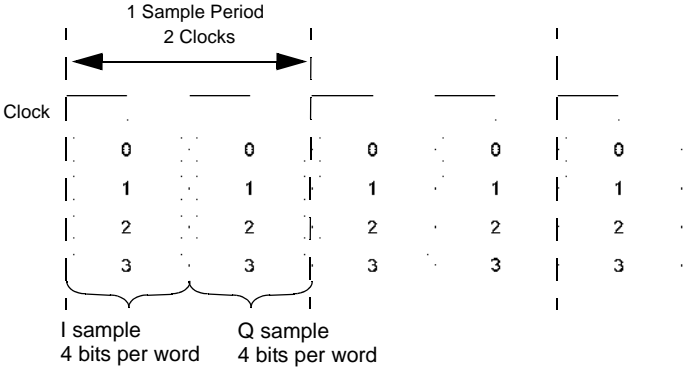 1 Sample Period
2 Clocks
Clock
0 0 0 0 0
1 1 1 1 1
2 2 2 2 2
3 3 3 3 3
I sample
4 bits per word
Q sample
4 bits per word